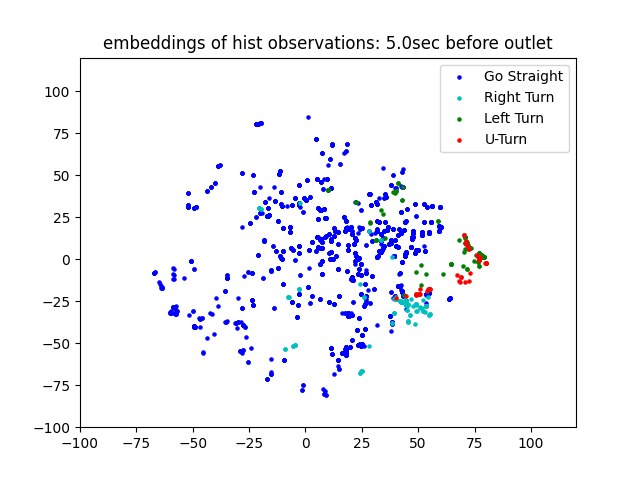 embeddings of hist observations: 5.0sec before outlet
Go Straight
Right Turn
Left Turn
U-Turn
100
75
50
25
0
−25
−50
−75
−100
−100 −75 −50 −25 0 25 50 75 100